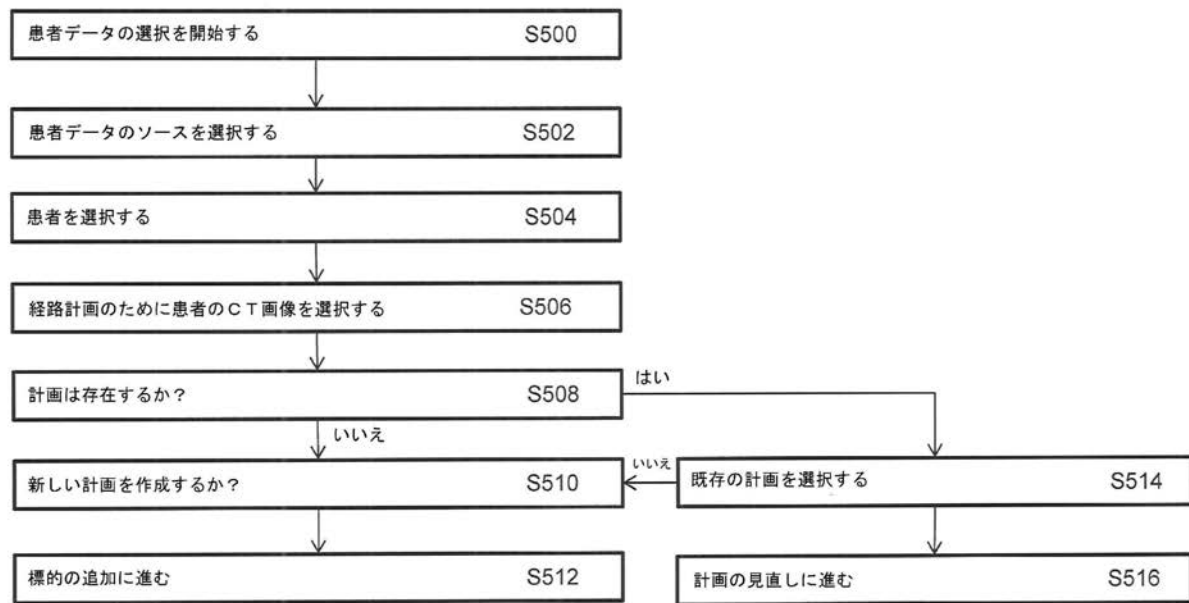 患者データの選択を開始する S500
患者データのソースを選択する S502
患者を選択する S504
経路計画のために患者のCT画像を選択する S506
計画は存在するか? S508
はい
いいえ
新しい計画を作成するか? S510
いいえ
既存の計画を選択する S514
標的の追加に進む S512
計画の見直しに進む S516